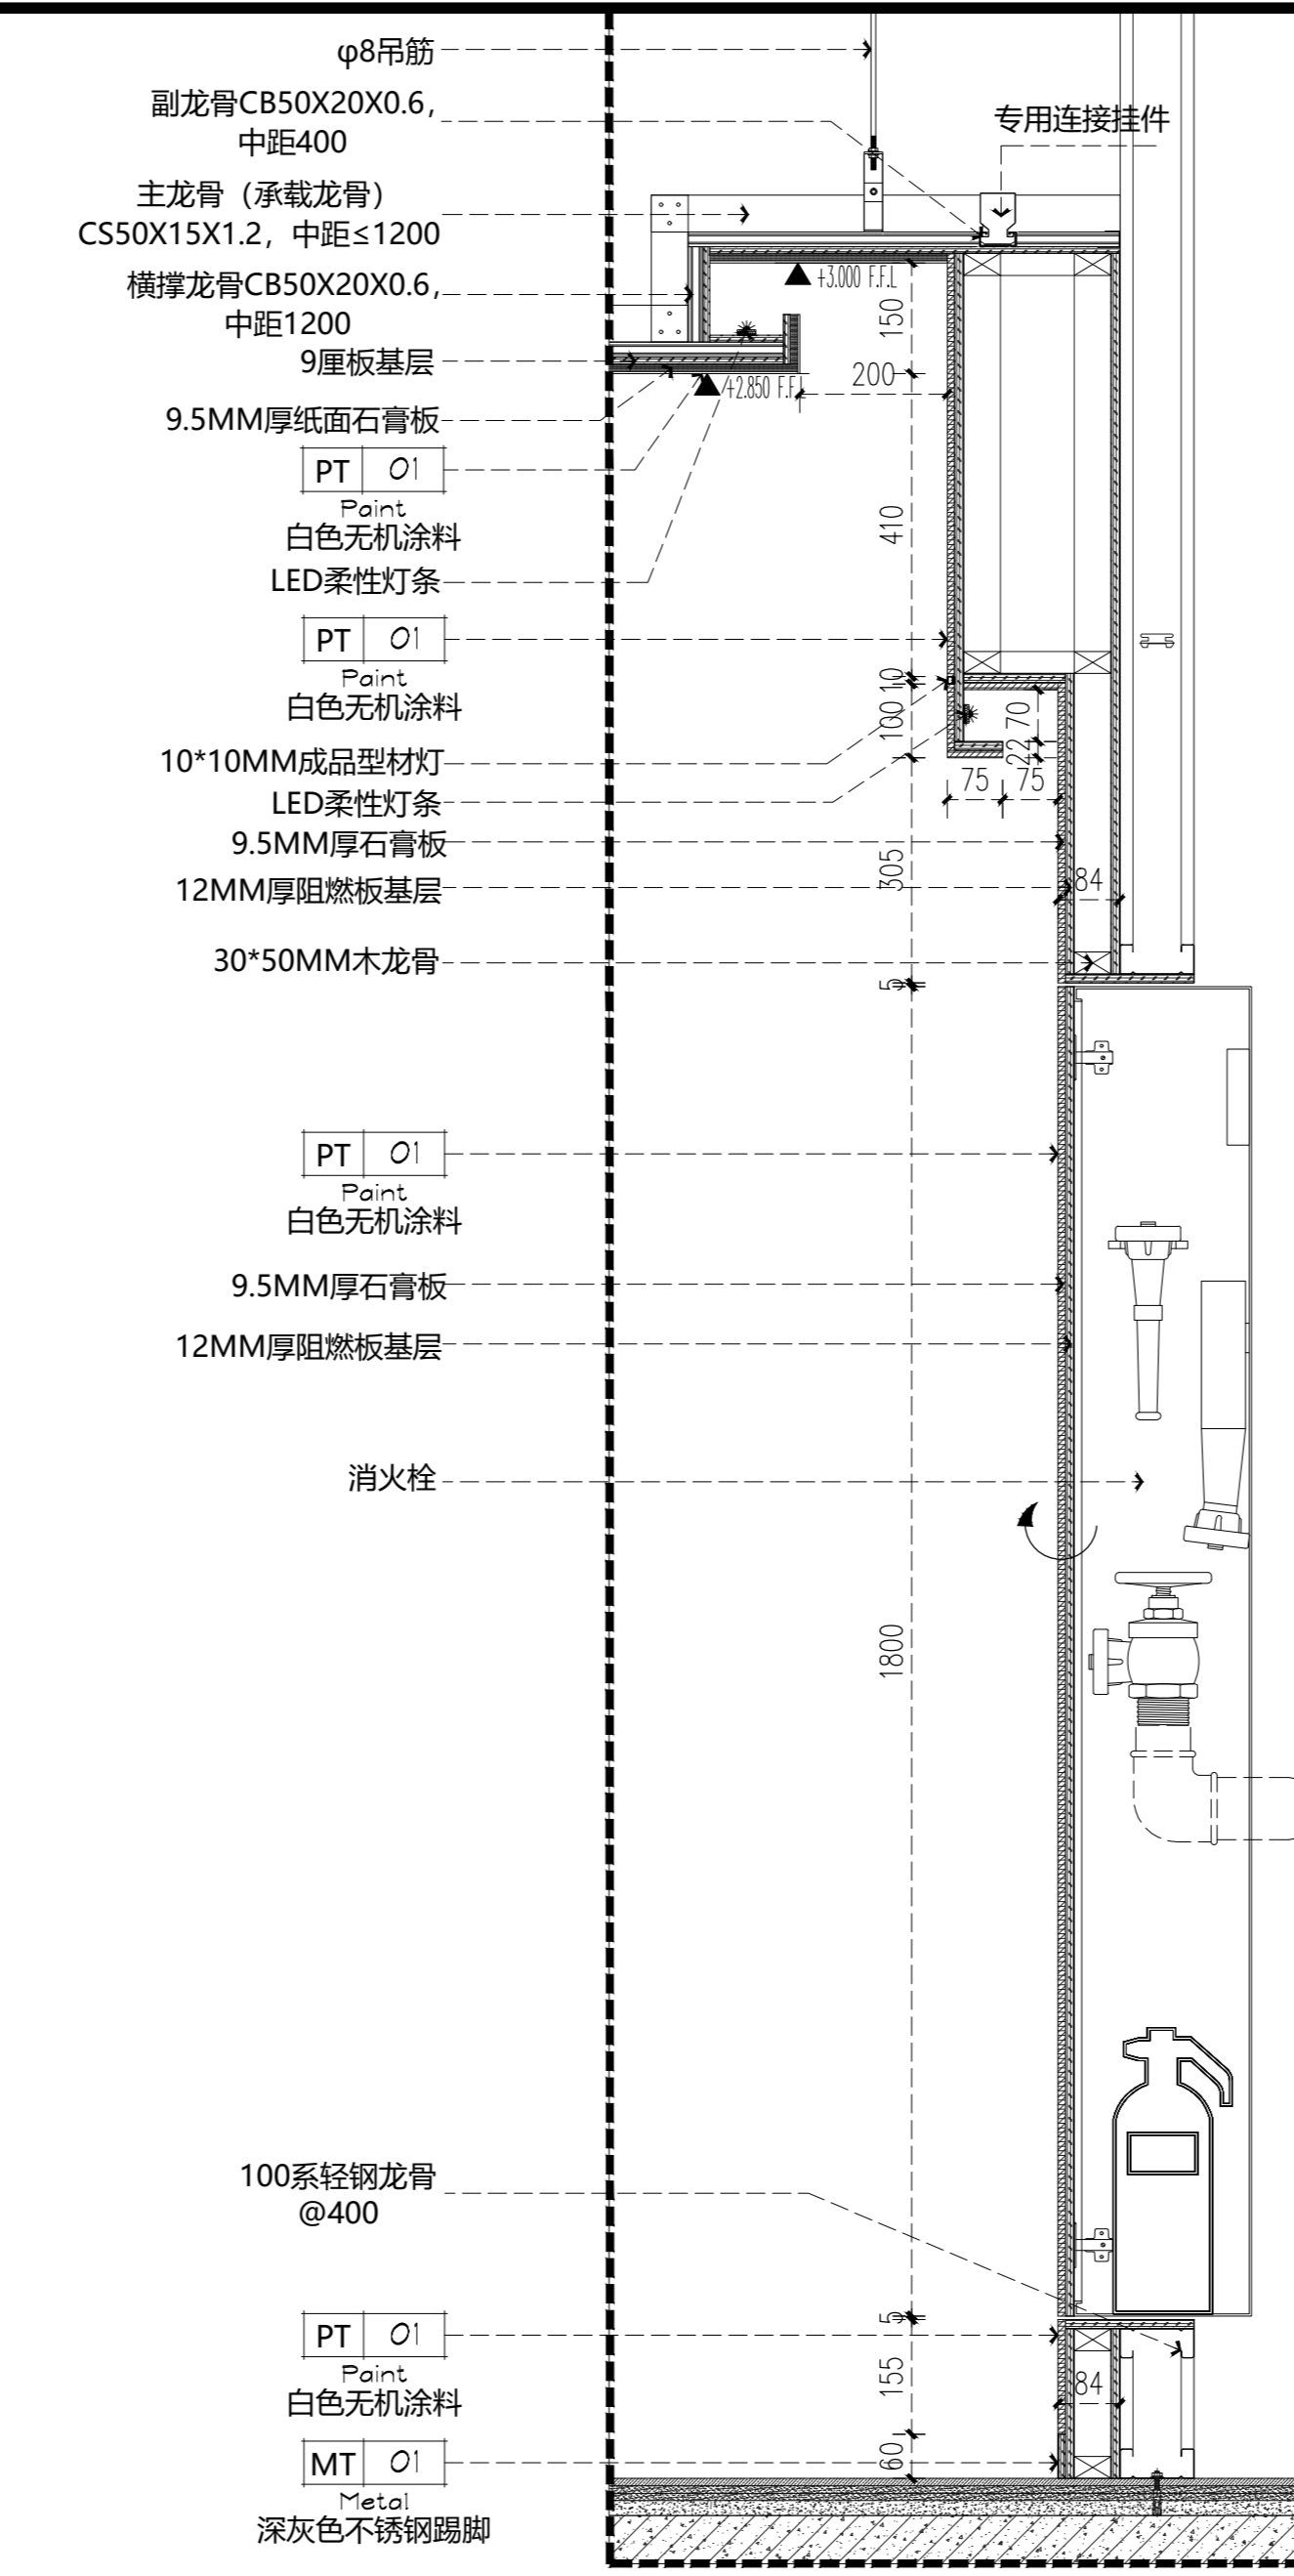 φ8吊筋
副龙骨CB50X20X0.6,
中距400
专用连接挂件
主龙骨（承载龙骨）
CS50X15X1.2，中距≤1200
横撑龙骨CB50X20X0.6,
中距1200
+3.000 F.F.L
150
9厘板基层
200
+2.850 F.F.L
9.5MM厚纸面石膏板
PT 01
Paint
白色无机涂料
410
LED柔性灯条
PT 01
Paint
白色无机涂料
10
100
70
22
75
75
10*10MM成品型材灯
LED柔性灯条
9.5MM厚石膏板
305
12MM厚阻燃板基层
84
30*50MM木龙骨
5
PT 01
Paint
白色无机涂料
9.5MM厚石膏板
12MM厚阻燃板基层
消火栓
1800
100系轻钢龙骨
@400
5
PT 01
Paint
白色无机涂料
155
84
60
MT 01
Metal
深灰色不锈钢踢脚